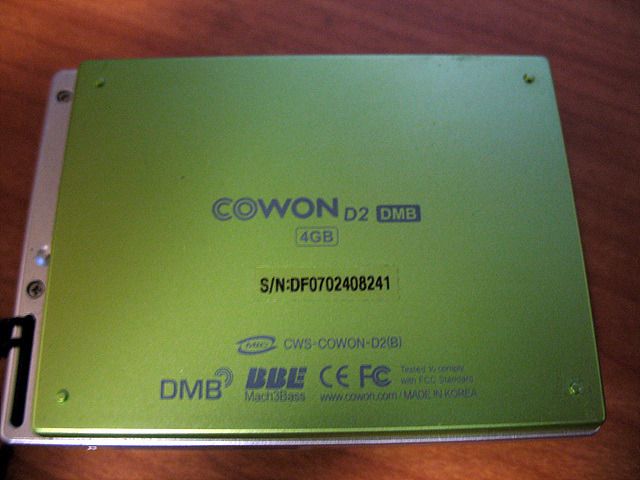 COWON D2 DMB
4GB
S/N:DF0702408241
MIC CWS-COWON-D2(B)
DMB BBE CE FC Tested to comply
with FCC Standard
Mach3Bass www.cowon.com / MADE IN KOREA